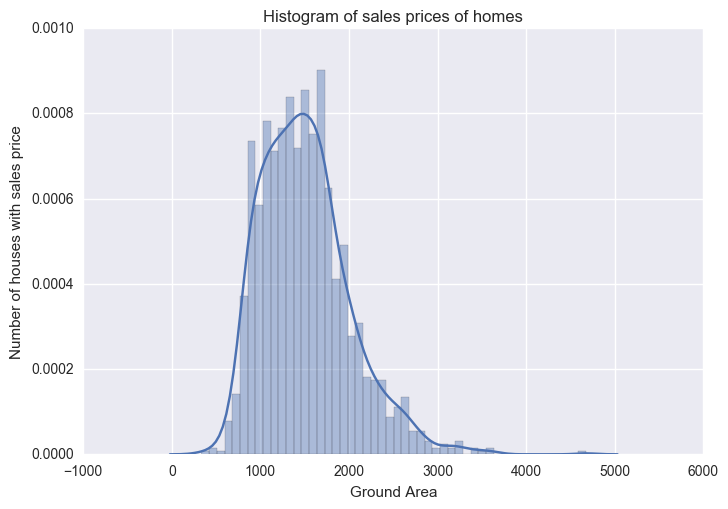 Histogram of sales prices of homes
0.0010
0.0008
0.0006
0.0004
0.0002
0.0000
Number of houses with sales price
−1000 0 1000 2000 3000 4000 5000 6000
Ground Area